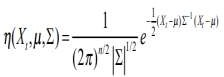 η(X_t,μ,Σ)= 1/((2π)^{n/2}|Σ|^{1/2}) e^{-1/2(X_t-μ)Σ^{-1}(X_t-μ)}